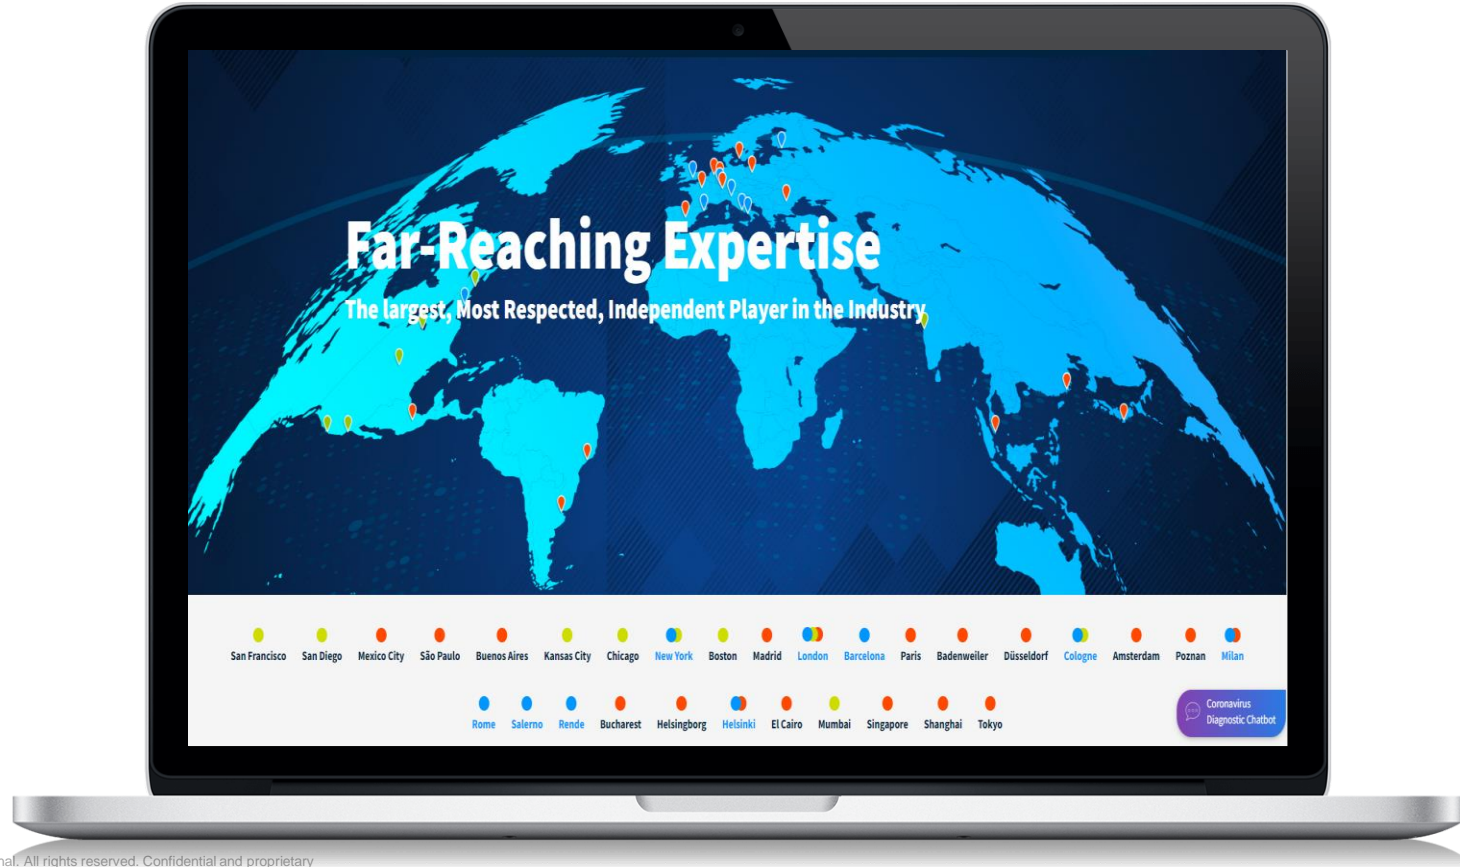 Far-Reaching Expertise
The largest, Most Respected, Independent Player in the Industry
San Francisco San Diego Mexico City São Paulo Buenos Aires Kansas City Chicago New York Boston Madrid London Barcelona Paris Badenweiler Düsseldorf Cologne Amsterdam Poznan Milan
Rome Salerno Rende Bucharest Helsingborg Helsinki El Cairo Mumbai Singapore Shanghai Tokyo
Coronavirus
Diagnostic Chatbot
All rights reserved. Confidential and proprietary